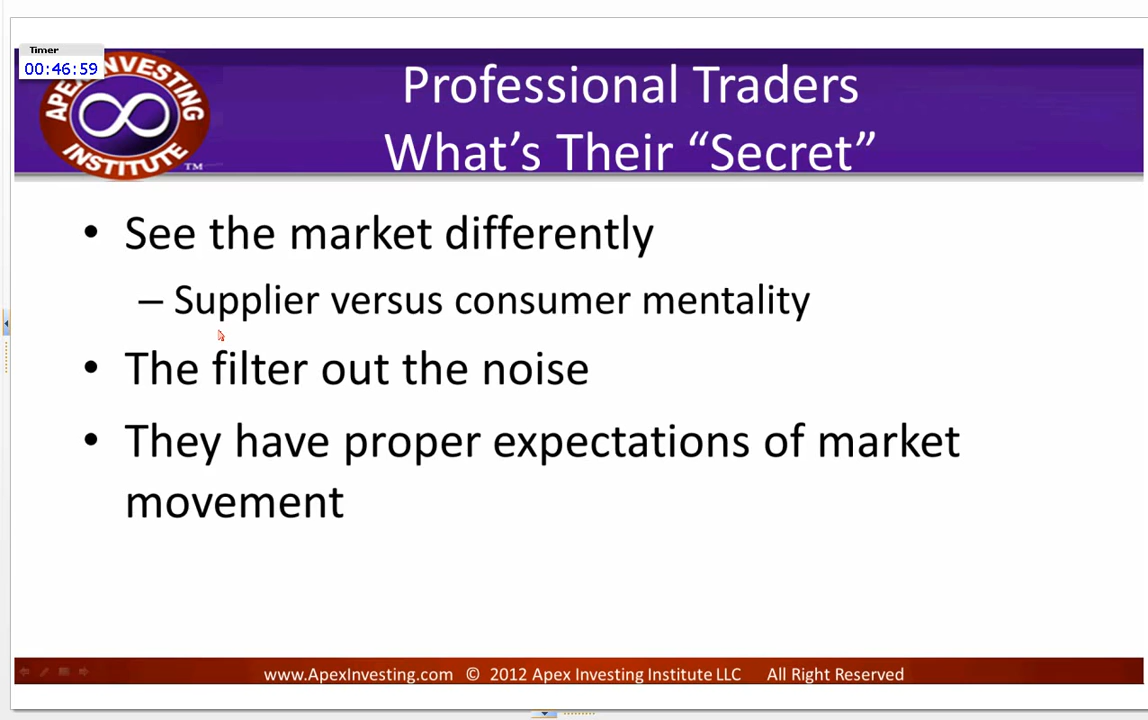 Timer
00:46:59
APEX INVESTING
INSTITUTE
TM
Professional Traders
What's Their “Secret”
• See the market differently
– Supplier versus consumer mentality
• The filter out the noise
• They have proper expectations of market
movement
www.ApexInvesting.com © 2012 Apex Investing Institute LLC All Right Reserved